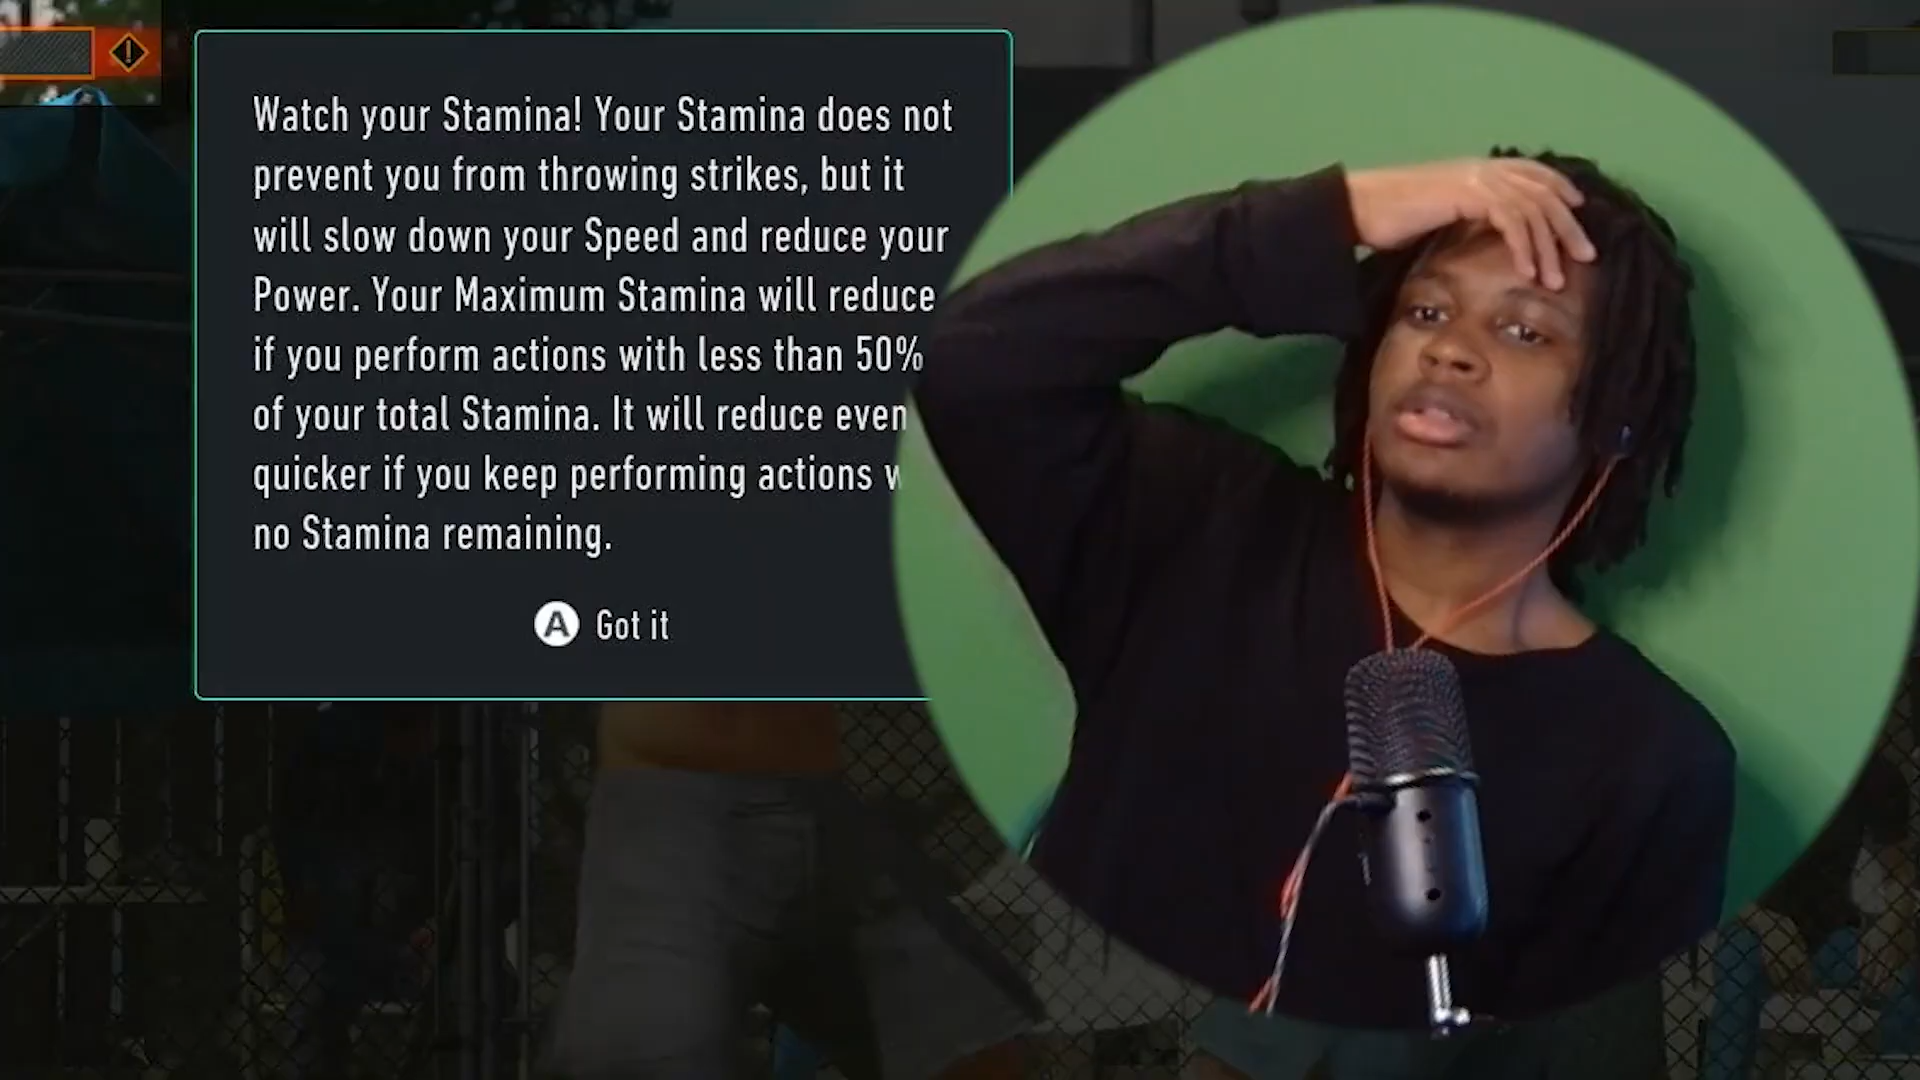 Watch your Stamina! Your Stamina does not
prevent you from throwing strikes, but it
will slow down your Speed and reduce your
Power. Your Maximum Stamina will reduce
if you perform actions with less than 50%
of your total Stamina. It will reduce even
quicker if you keep performing actions
no Stamina remaining.
A Got it